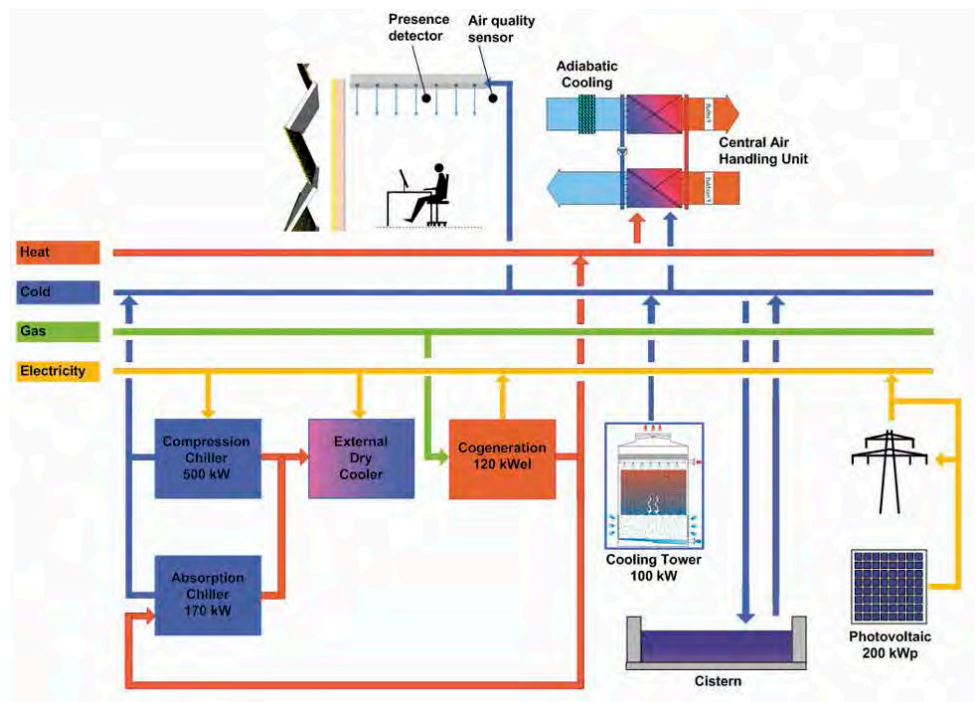 Presence
detector
Air quality
sensor
Adiabatic
Cooling
Central Air
Handling Unit
Heat
Cold
Gas
Electricity
Compression
Chiller
500 kW
External
Dry
Cooler
Cogeneration
120 kWel
Absorption
Chiller
170 kW
Cooling Tower
100 kW
Cistern
Photovoltaic
200 kWp